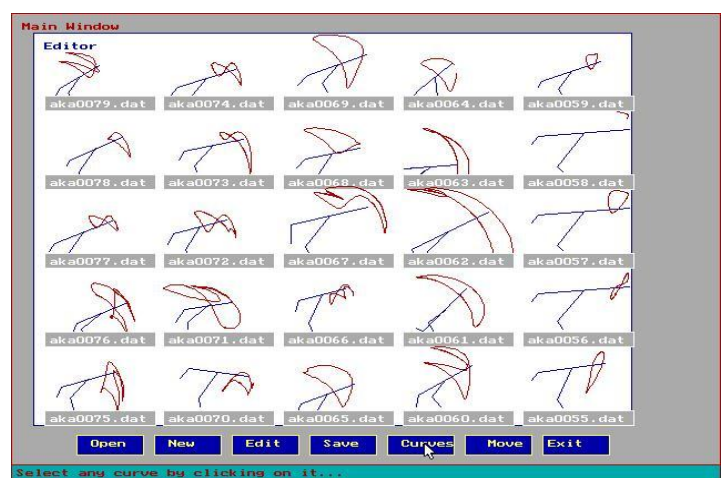 Main Window
Editor
aka0079.dat aka0074.dat aka0069.dat aka0064.dat aka0059.dat
aka0078.dat aka0073.dat aka0068.dat aka0063.dat aka0058.dat
aka0077.dat aka0072.dat aka0067.dat aka0062.dat aka0057.dat
aka0076.dat aka0071.dat aka0066.dat aka0061.dat aka0056.dat
aka0075.dat aka0070.dat aka0065.dat aka0060.dat aka0055.dat
Open New Edit Save Curves Move Exit
Select any curve by clicking on it...